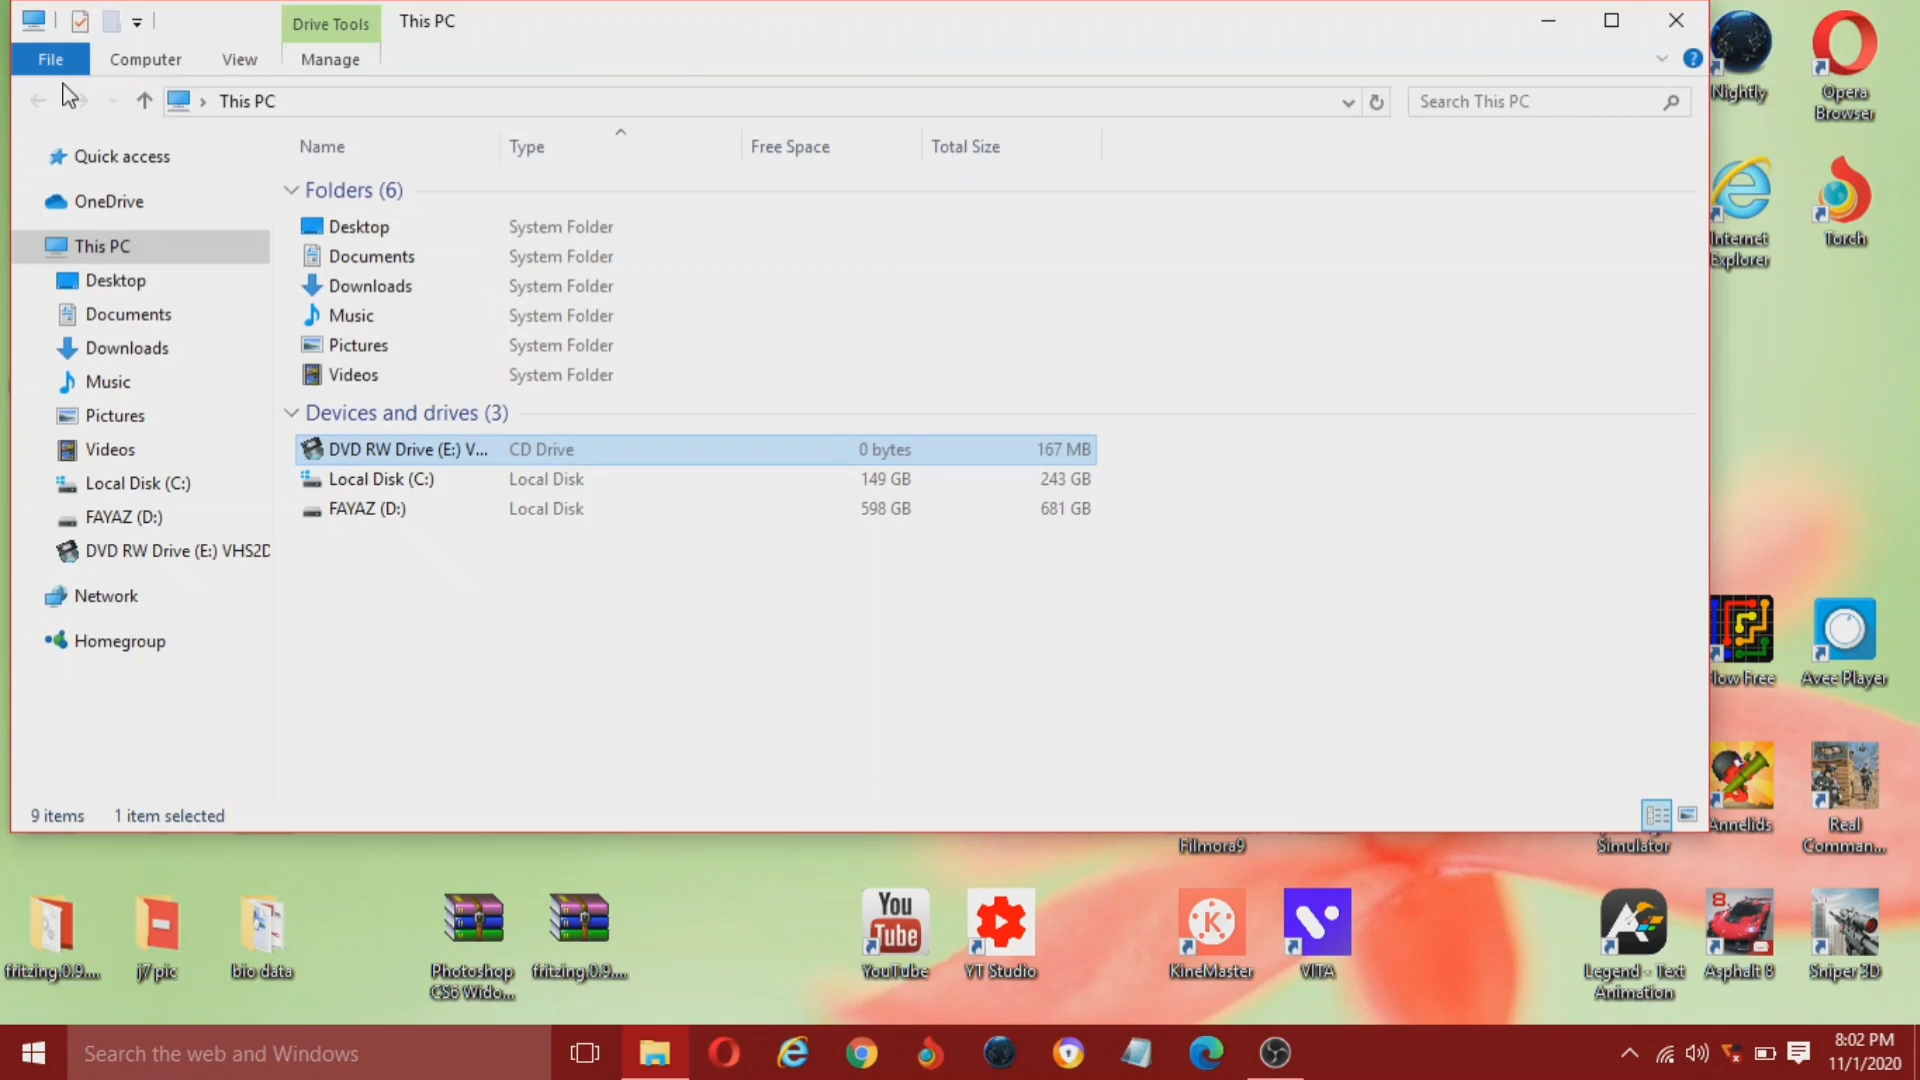 Drive Tools
This PC
File
Computer
View
Manage
This PC
Search This PC
Quick access
OneDrive
This PC
Desktop
Documents
Downloads
Music
Pictures
Videos
Local Disk (C:)
FAYAZ (D:)
DVD RW Drive (E:) VHS2D
Network
Homegroup
Name Type Free Space Total Size
Folders (6)
Desktop System Folder
Documents System Folder
Downloads System Folder
Music System Folder
Pictures System Folder
Videos System Folder
Devices and drives (3)
DVD RW Drive (E:) V... CD Drive 0 bytes 167 MB
Local Disk (C:) Local Disk 149 GB 243 GB
FAYAZ (D:) Local Disk 598 GB 681 GB
9 items 1 item selected
Nightly
Opera
Browser
Internet
Explorer
Torch
Flow Free
Avee Player
Annelids
Real
Comman...
Filmora9
Simulator
fritzing.0.9....
j7 pic
bio data
Photoshop
CS6 Wido...
fritzing.0.9....
You
Tube
YouTube
YT Studio
K
KineMaster
VITA
Legend - Text
Animation
8
Asphalt 8
Sniper 3D
Search the web and Windows
8:02 PM
11/1/2020